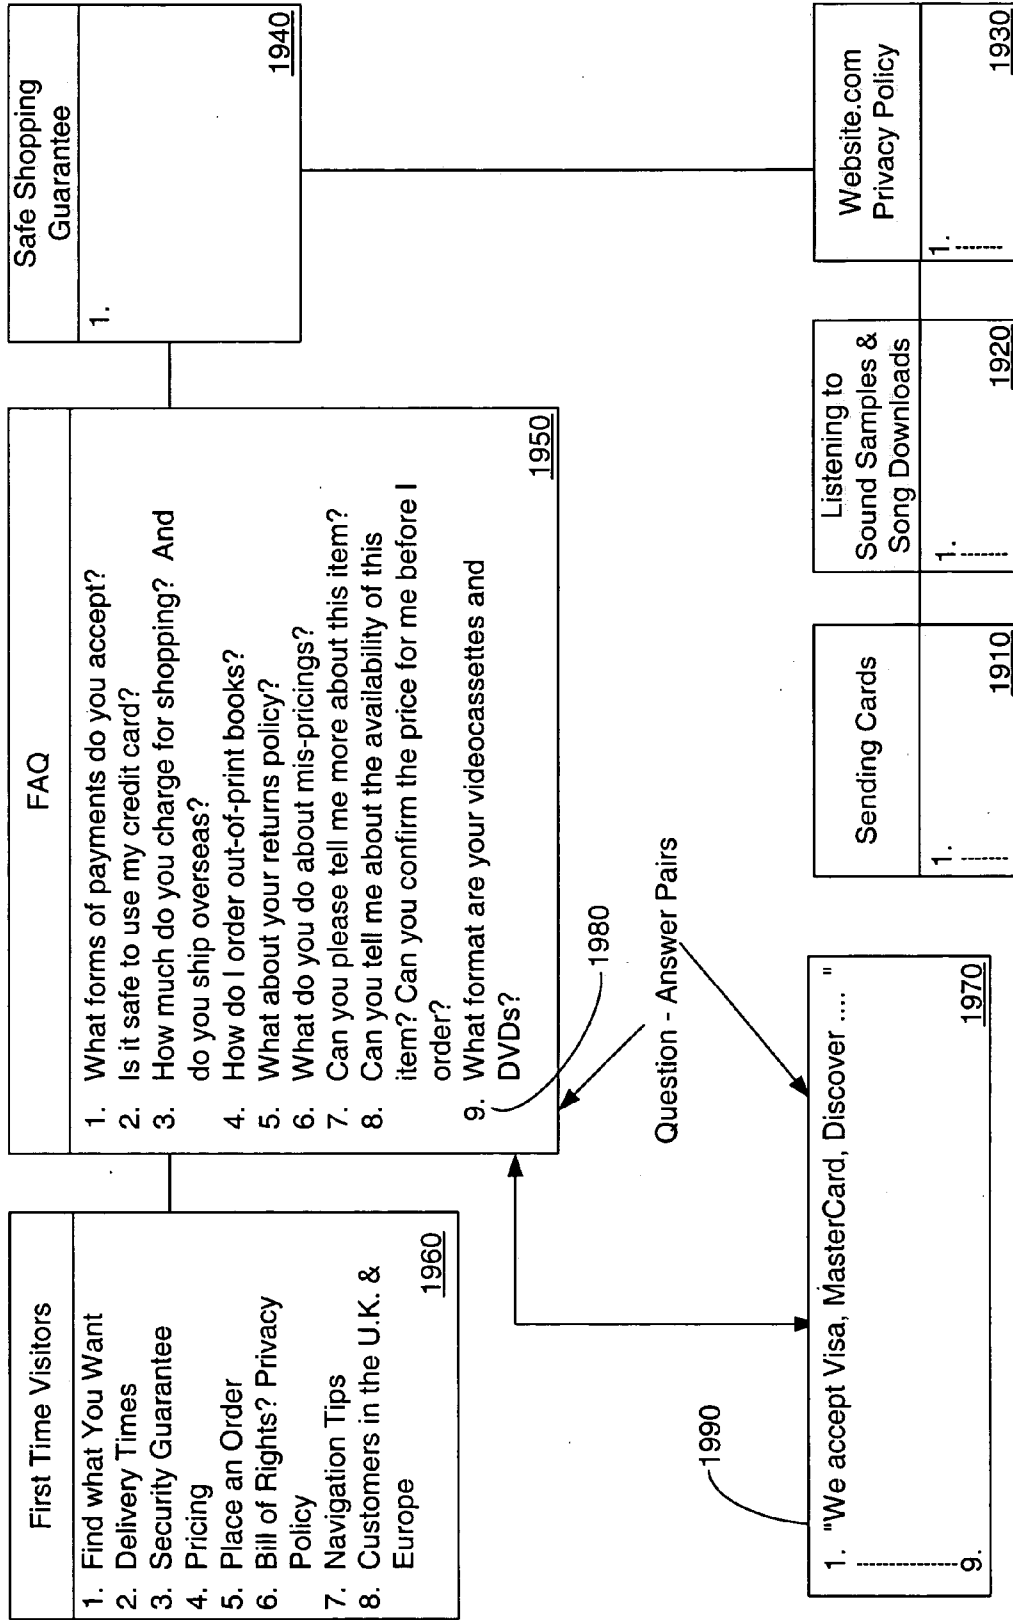 First Time Visitors
1. Find what You Want
2. Delivery Times
3. Security Guarantee
4. Pricing
5. Place an Order
6. Bill of Rights? Privacy
Policy
7. Navigation Tips
8. Customers in the U.K. &
Europe
1960
FAQ
1. What forms of payments do you accept?
2. Is it safe to use my credit card?
3. How much do you charge for shopping? And
do you ship overseas?
4. How do I order out-of-print books?
5. What about your returns policy?
6. What do you do about mis-pricings?
7. Can you please tell me more about this item?
8. Can you tell me about the availability of this
item? Can you confirm the price for me before I
order?
9. What format are your videocassettes and
DVDs?
1950
Safe Shopping
Guarantee
1.
1940
1980
Question - Answer Pairs
1990
1. "We accept Visa, MasterCard, Discover .... "
9.
1970
Sending Cards
1.
1910
Listening to
Sound Samples &
Song Downloads
1.
1920
Website.com
Privacy Policy
1.
1930